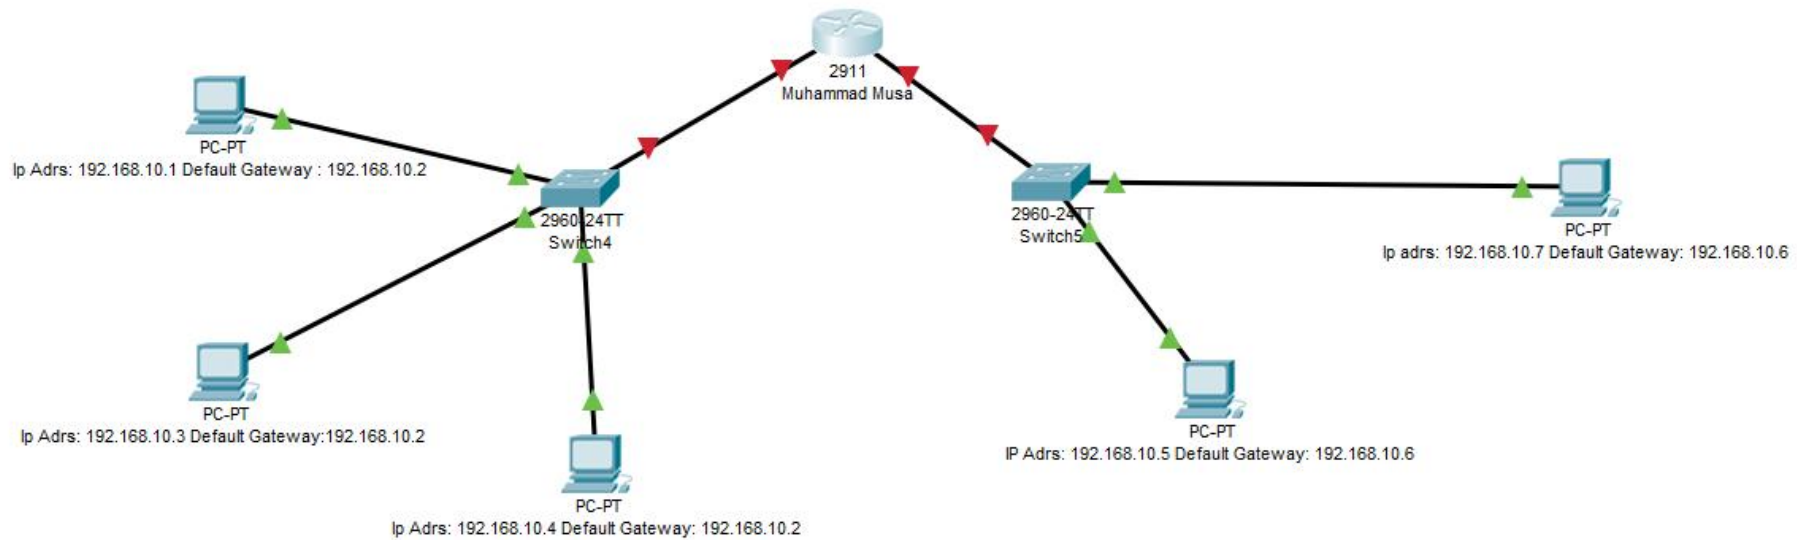 2911
Muhammad Musa
PC-PT
Ip Adrs: 192.168.10.1 Default Gateway : 192.168.10.2
2960-24TT
Switch4
2960-24TT
Switch5
PC-PT
Ip adrs: 192.168.10.7 Default Gateway: 192.168.10.6
PC-PT
Ip Adrs: 192.168.10.3 Default Gateway:192.168.10.2
PC-PT
IP Adrs: 192.168.10.5 Default Gateway: 192.168.10.6
PC-PT
Ip Adrs: 192.168.10.4 Default Gateway: 192.168.10.2